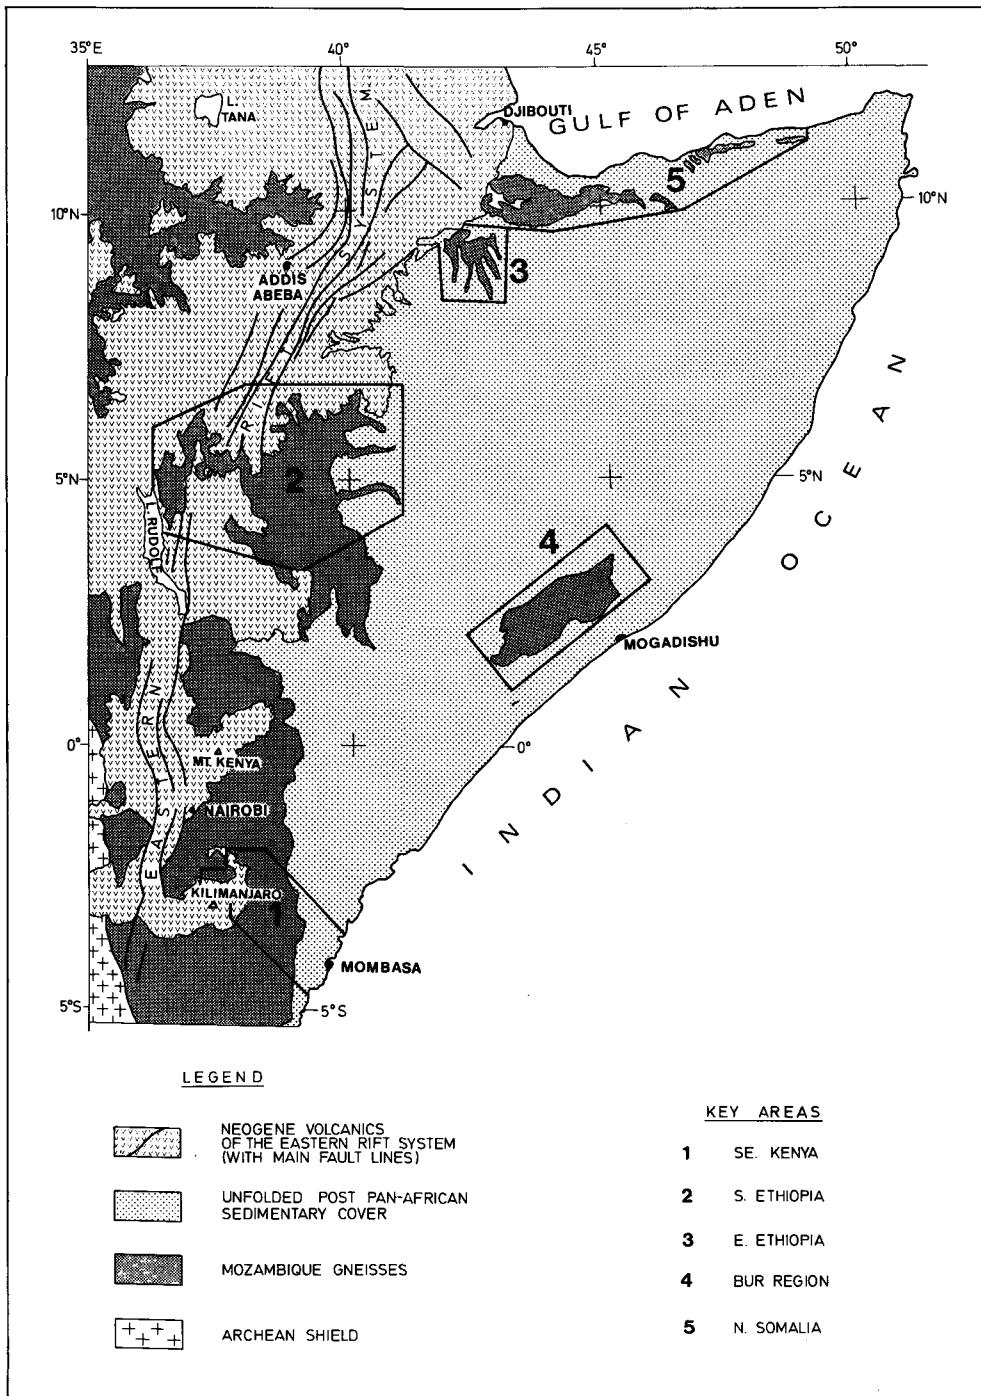 35°E
40°
45°
50°
L.
TANA
DJIBOUTI
GULF OF ADEN
5
10°N
10°N
3
ADDIS
ABEBA
RIFT SYSTEM
2
5°N
5°N
L. RUDOLF
4
MOGADISHU
INDIAN OCEAN
0°
0°
MT. KENYA
NAIROBI
EASTERN
KILIMANJARO
1
MOMBASA
5°S
5°S
LEGEND
NEOGENE VOLCANICS
OF THE EASTERN RIFT SYSTEM
(WITH MAIN FAULT LINES)
UNFOLDED POST PAN-AFRICAN
SEDIMENTARY COVER
MOZAMBIQUE GNEISSES
ARCHEAN SHIELD
KEY AREAS
1 SE. KENYA
2 S. ETHIOPIA
3 E. ETHIOPIA
4 BUR REGION
5 N. SOMALIA